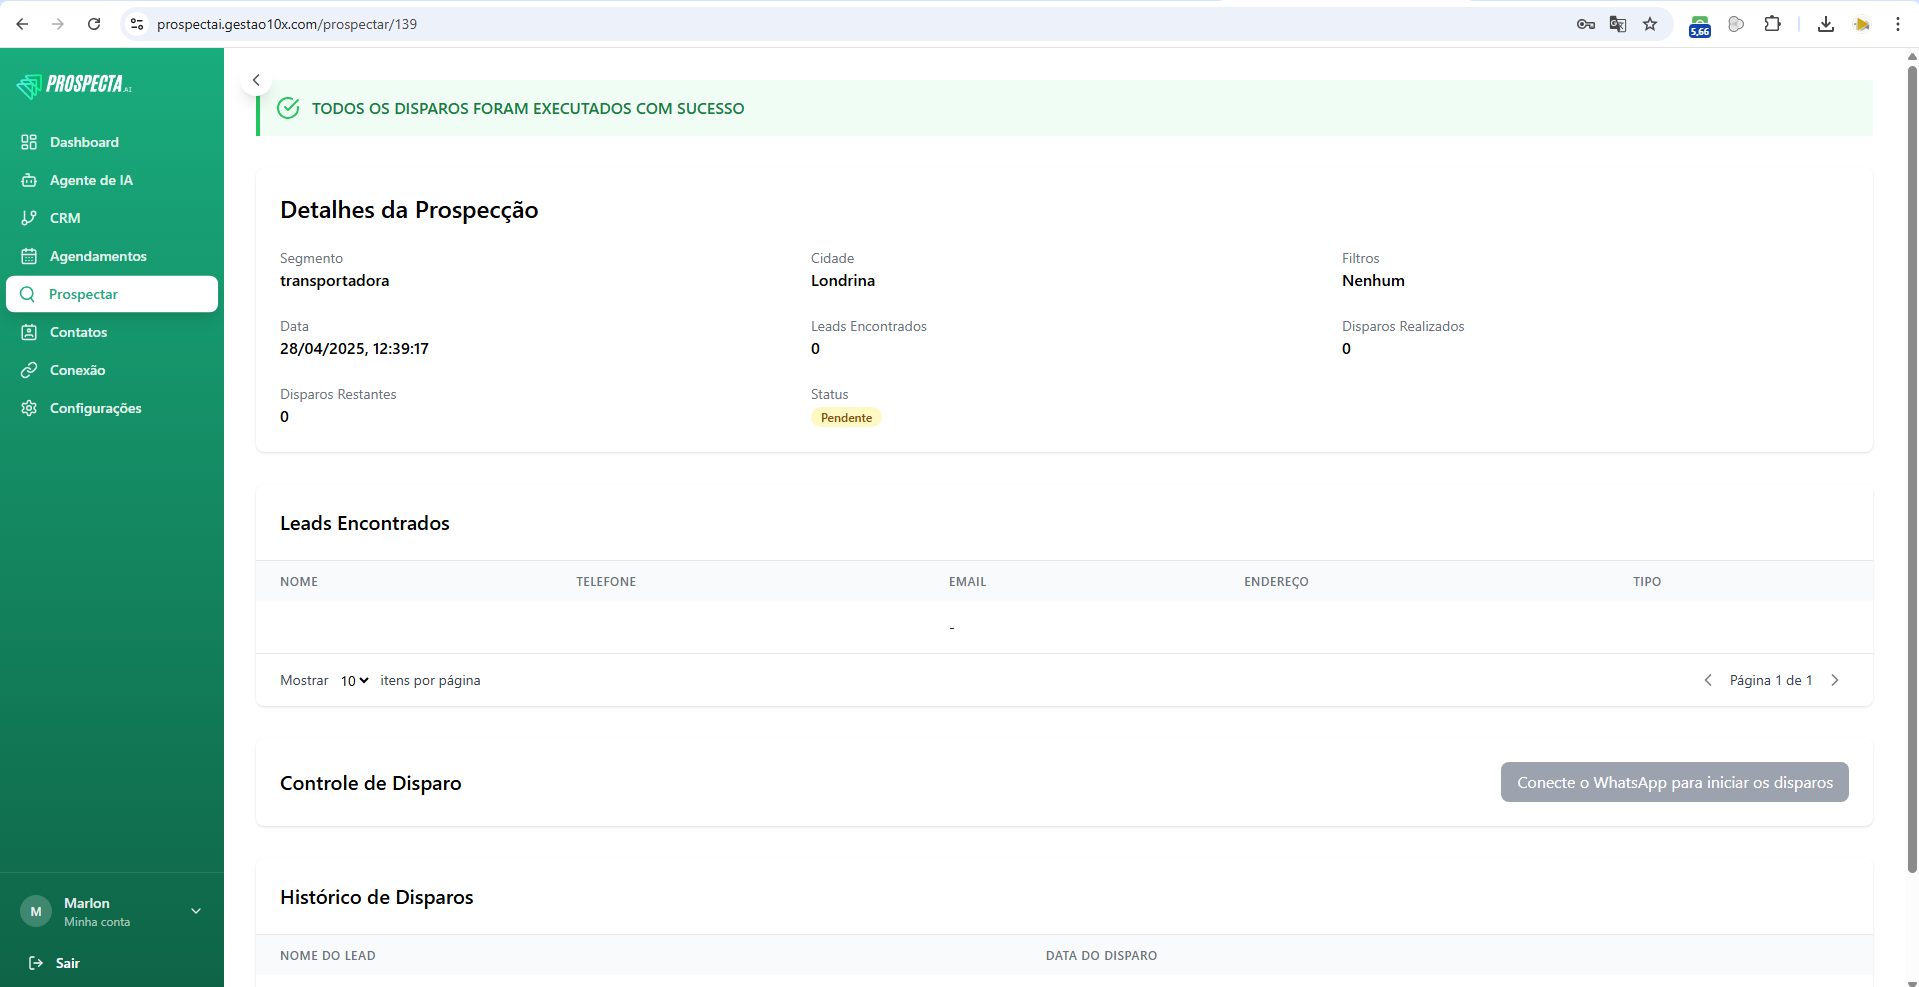 prospectai.gestao10x.com/prospectar/139
5,66
PROSPECTA.AI
Dashboard
Agente de IA
CRM
Agendamentos
Prospectar
Contatos
Conexão
Configurações
M
Marlon
Minha conta
Sair
TODOS OS DISPAROS FORAM EXECUTADOS COM SUCESSO
Detalhes da Prospecção
Segmento
transportadora
Cidade
Londrina
Filtros
Nenhum
Data
28/04/2025, 12:39:17
Leads Encontrados
0
Disparos Realizados
0
Disparos Restantes
0
Status
Pendente
Leads Encontrados
NOME TELEFONE EMAIL ENDEREÇO TIPO
-
Mostrar 10 itens por página Página 1 de 1
Controle de Disparo
Conecte o WhatsApp para iniciar os disparos
Histórico de Disparos
NOME DO LEAD DATA DO DISPARO